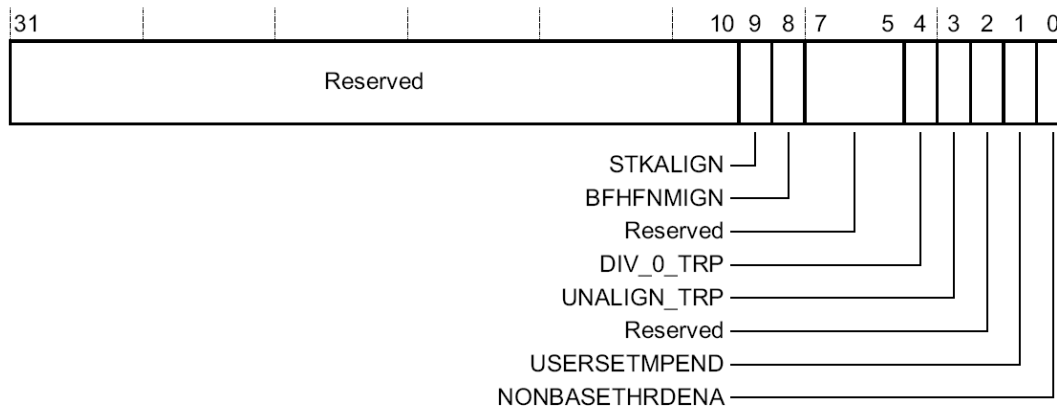 31 10 9 8 7 5 4 3 2 1 0
Reserved
STKALIGN
BFHFNMIGN
Reserved
DIV_0_TRP
UNALIGN_TRP
Reserved
USERSETMPEND
NONBASETHRDENA